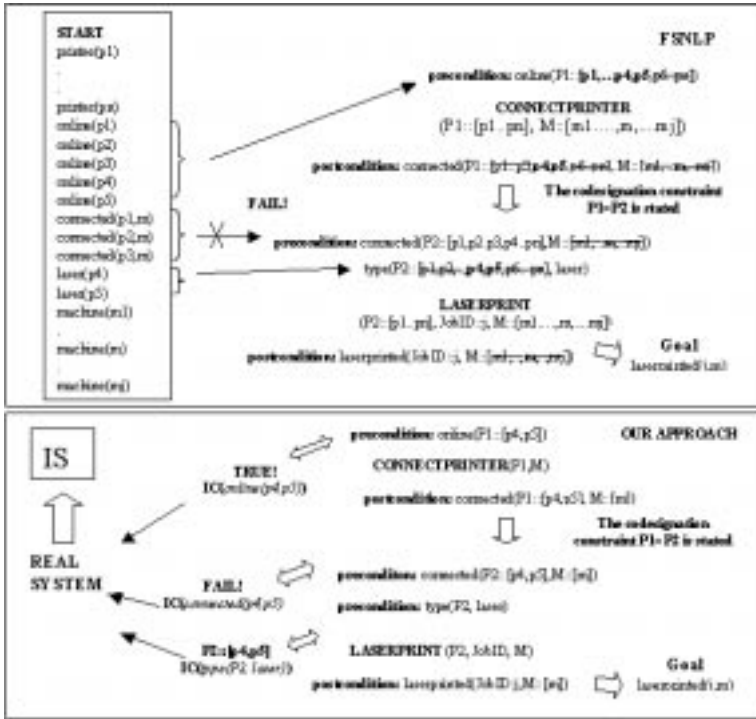 START
FSNLP
printer(p1)
.
.
.
precondition: online(P1::[p1,...p4,p5,p6-pn])
printer(pn)
CONNECTPRINTER
online(p1)
(P1::[p1..pn], M::[m1...,m,...mj])
online(p2)
online(p3)
online(p4)
postcondition: connected(P1::[p1-p3,p4,p5,p6-pn], M::[m1,-m,-mj])
online(p5)
FAIL!
The codesignation constraint
P1=P2 is stated
connected(p1,m)
connected(p2,m)
connected(p3,m)
precondition: connected(P2::[p1,p2,p3,p4..pn],M::[m1,-m,-mj])
laser(p4)
type(P2::[p1,p2,-p4,p5,p6-pn], laser)
laser(p5)
machine(m1)
LASERPRINT
.
(P2::[p1..pn],JobID:j, M::[m1...,m,...mj])
machine(m)
.
postcondition: laserprinted(JobID:j, M::[m1,-m,-mj])
Goal
laserprinted(j,m)
machine(mj)
IS
precondition: online(P1::[p4,p5])
OUR APPROACH
TRUE!
IC(online(p4,p5))
CONNECTPRINTER(P1,M)
postcondition: connected(P1::[p4,p5], M::[m])
The codesignation
constraint P1=P2 is stated
REAL
SYSTEM
FAIL!
IC(connected(p4,p5)
precondition: connected(P2::[p4,p5],M::[m])
precondition: type(P2, laser)
P2::[p4,p5]
IC(type(P2, laser))
LASERPRINT (P2, JobID, M)
postcondition: laserprinted(JobID:j,M::[m])
Goal
laserprinted(j,m)